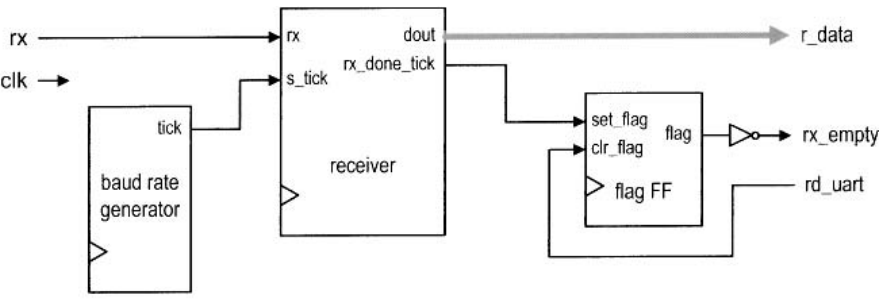 rx
clk
rx
dout
r_data
rx_done_tick
s_tick
tick
baud rate
generator
receiver
set_flag
flag
clr_flag
flag FF
rx_empty
rd_uart